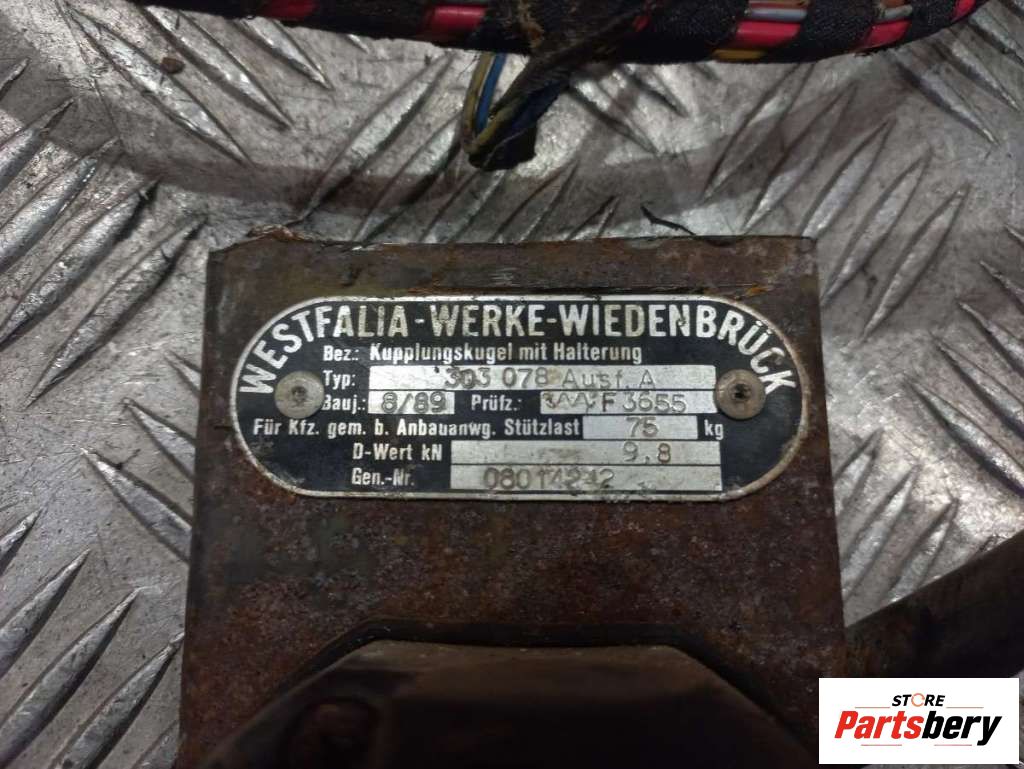 WESTFALIA-WERKE-WIEDENBRÜCK
Bez.: Kupplungskugel mit Halterung
Typ: 303 078 Ausf. A
Bauj.: 8/89 Prüfz.: F 3655
Für Kfz. gem. b. Anbauanwg. Stützlast 75 kg
D-Wert kN 9,8
Gen.-Nr. 08014242
STORE
Partsbery